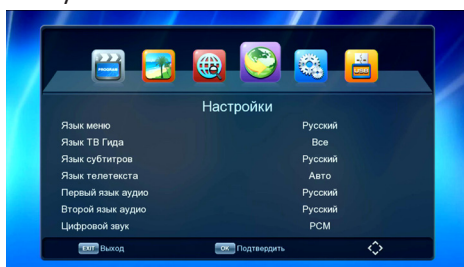 PROGRAM
Настройки
Язык меню Русский
Язык ТВ Гида Все
Язык субтитров Русский
Язык телетекста Авто
Первый язык аудио Русский
Второй язык аудио Русский
Цифровой звук PCM
EXIT Выход OK Подтвердить